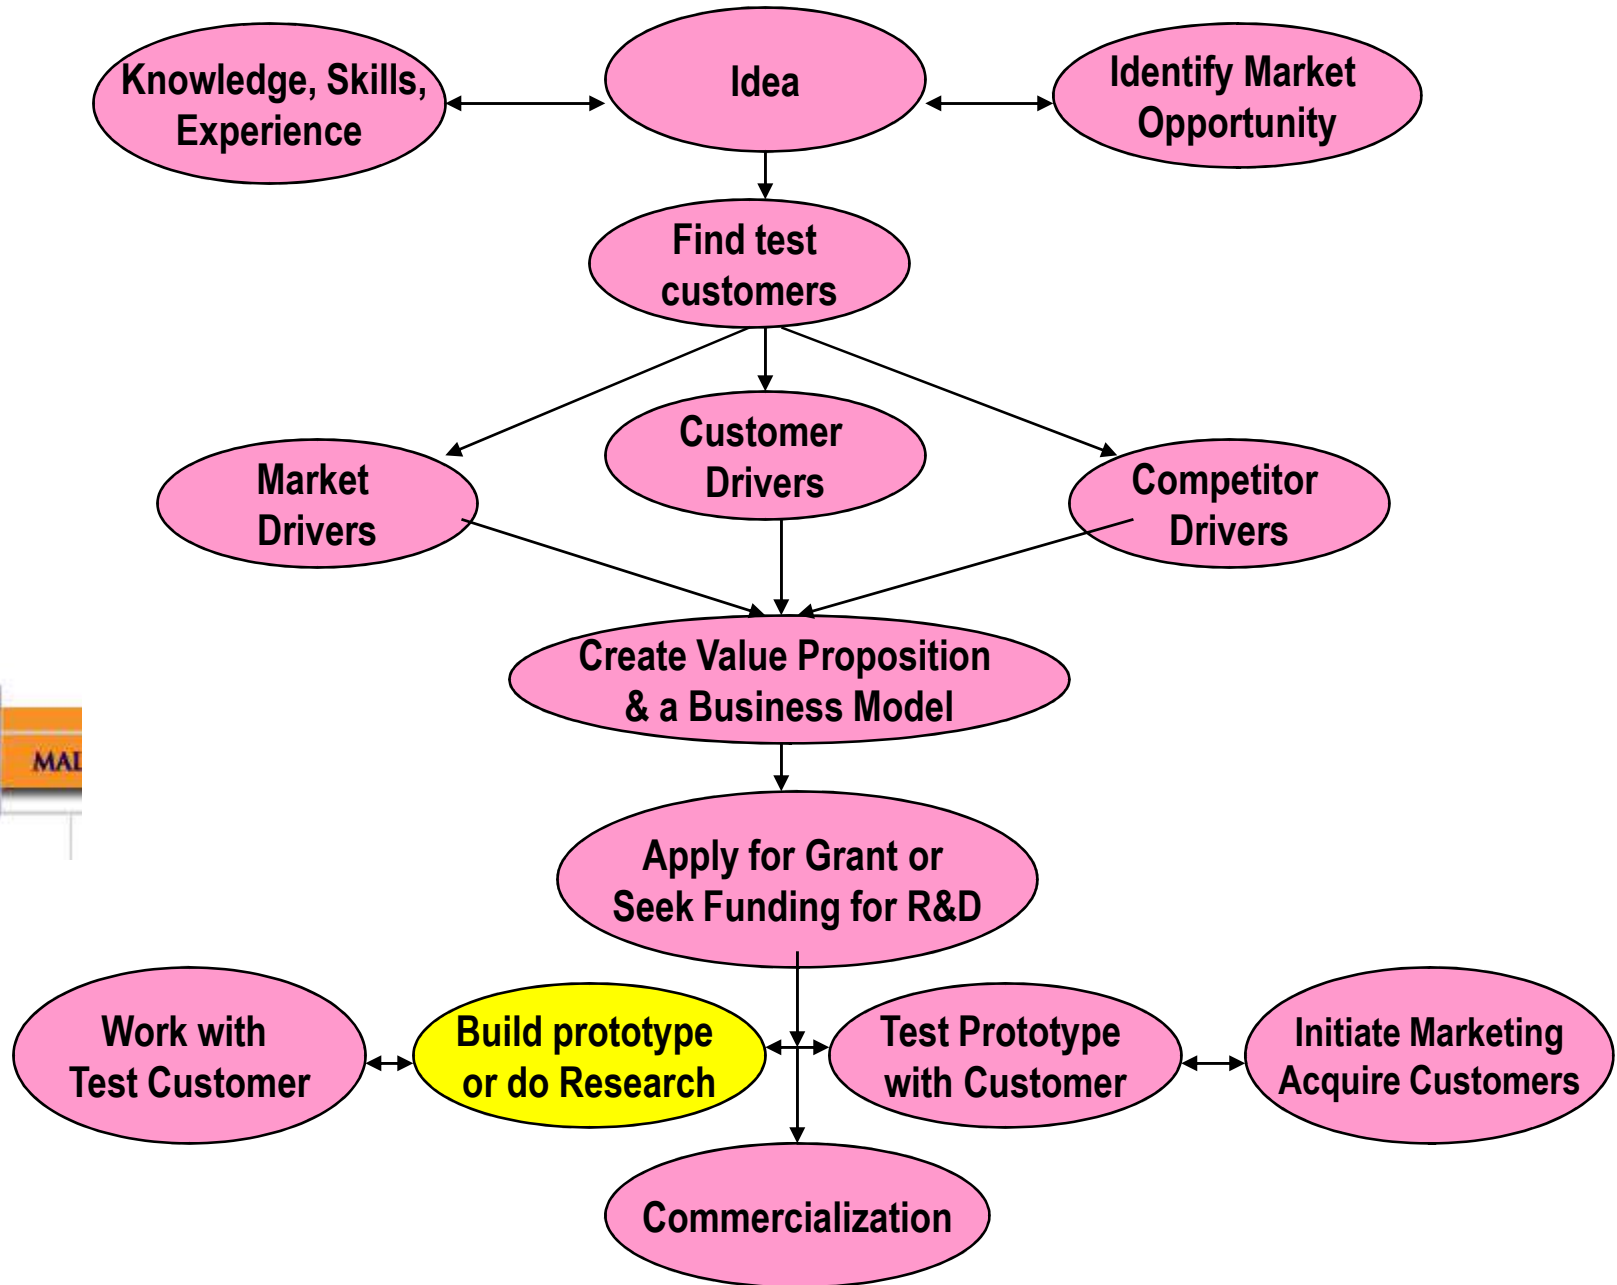 Knowledge, Skills,
Experience
Idea
Identify Market
Opportunity
Find test
customers
Market
Drivers
Customer
Drivers
Competitor
Drivers
Create Value Proposition
& a Business Model
MAL
Apply for Grant or
Seek Funding for R&D
Work with
Test Customer
Build prototype
or do Research
Test Prototype
with Customer
Initiate Marketing
Acquire Customers
Commercialization